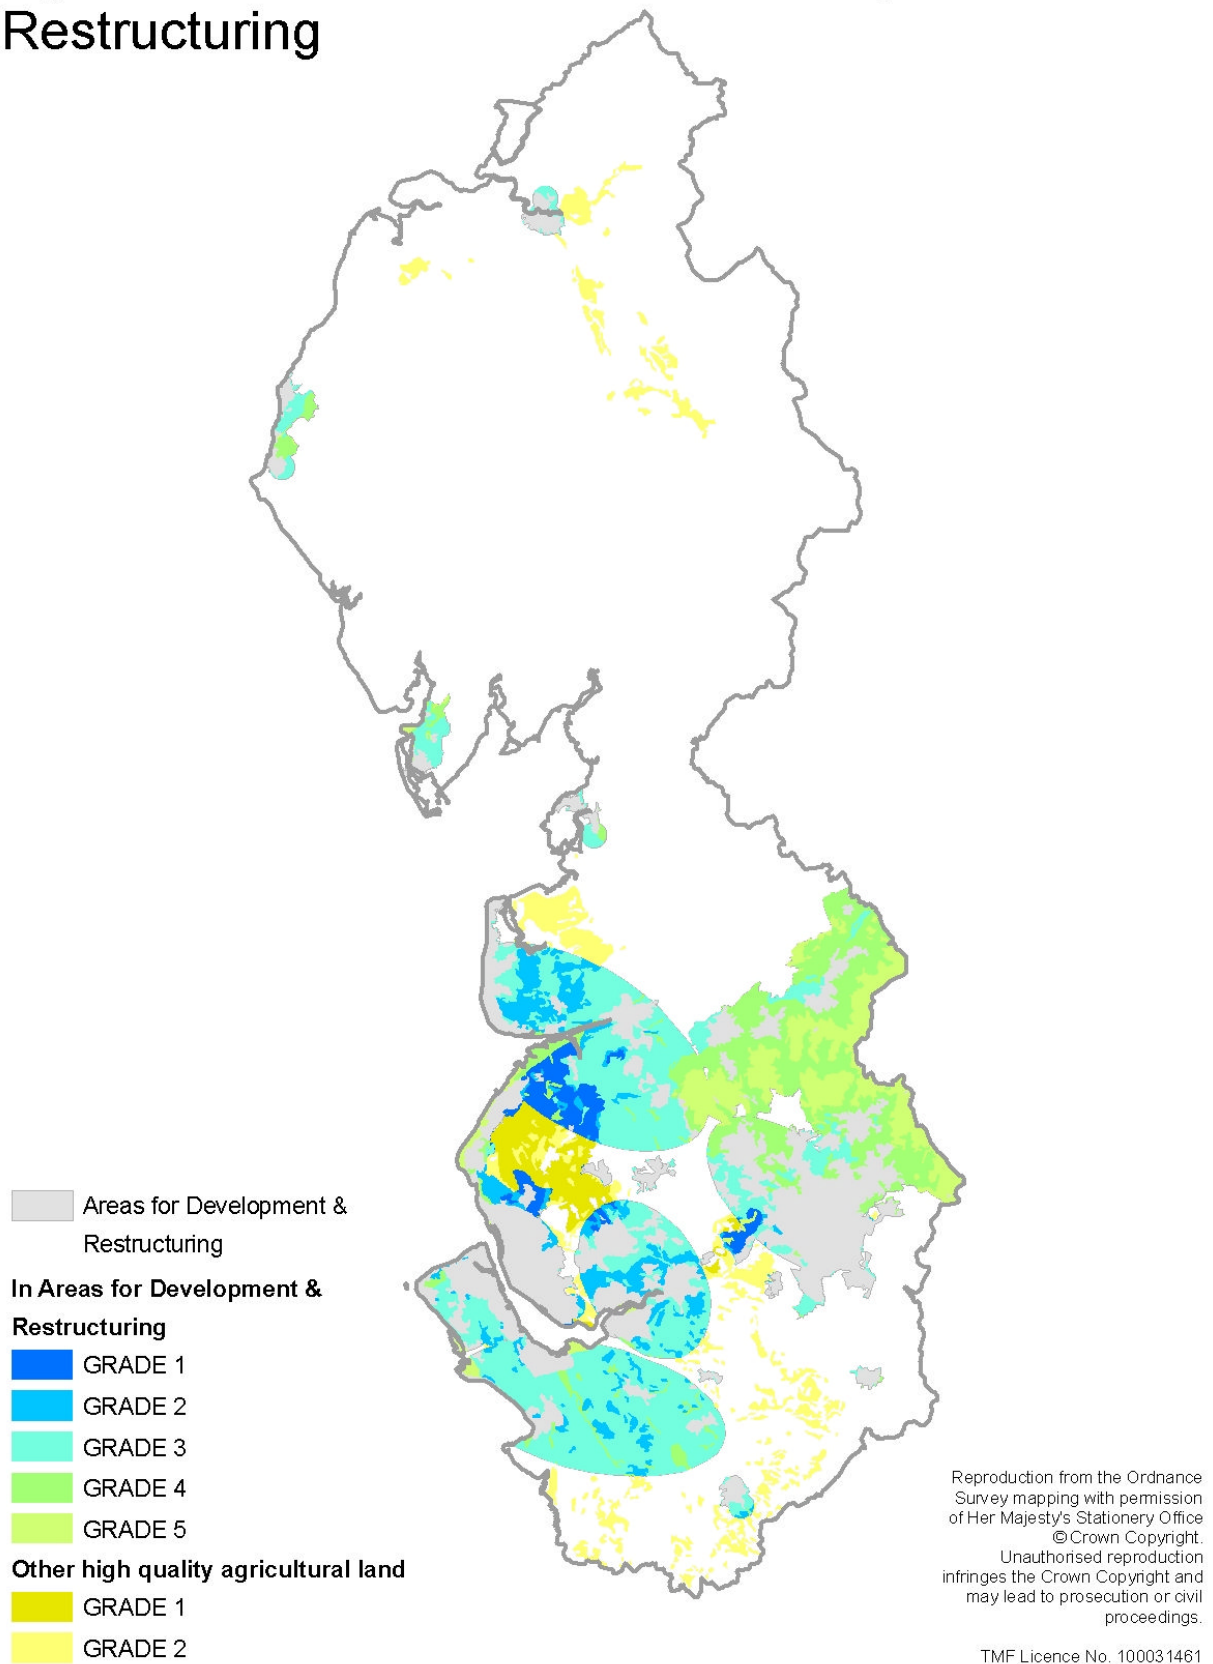 Restructuring
Areas for Development &
Restructuring
In Areas for Development &
Restructuring
GRADE 1
GRADE 2
GRADE 3
GRADE 4
GRADE 5
Other high quality agricultural land
GRADE 1
GRADE 2
Reproduction from the Ordnance
Survey mapping with permission
of Her Majesty's Stationery Office
© Crown Copyright.
Unauthorised reproduction
infringes the Crown Copyright and
may lead to prosecution or civil
proceedings.
TMF Licence No. 100031461